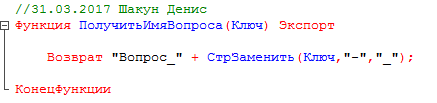 //31.03.2017 Шакун Денис
Функция ПолучитьИмяВопроса(Ключ) Экспорт
Возврат "Вопрос_" + СтрЗаменить(Ключ,"-","_");
КонецФункции